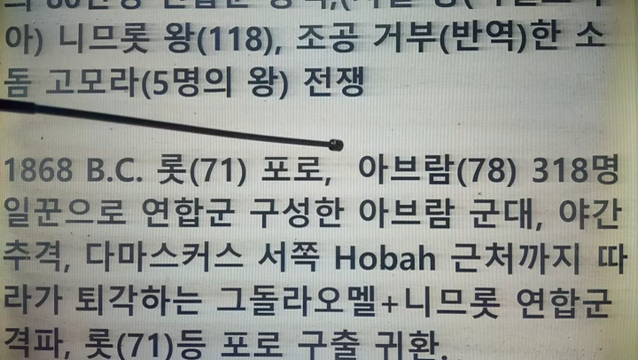 아) 니므롯 왕(118), 조공 거부(반역)한 소
돔 고모라(5명의 왕) 전쟁
1868 B.C. 롯(71) 포로, 아브람(78) 318명
일꾼으로 연합군 구성한 아브람 군대, 야간
추격, 다마스커스 서쪽 Hobah 근처까지 따
라가 퇴각하는 그돌라오멜+니므롯 연합군
격파, 롯(71)등 포로 구출 귀환.